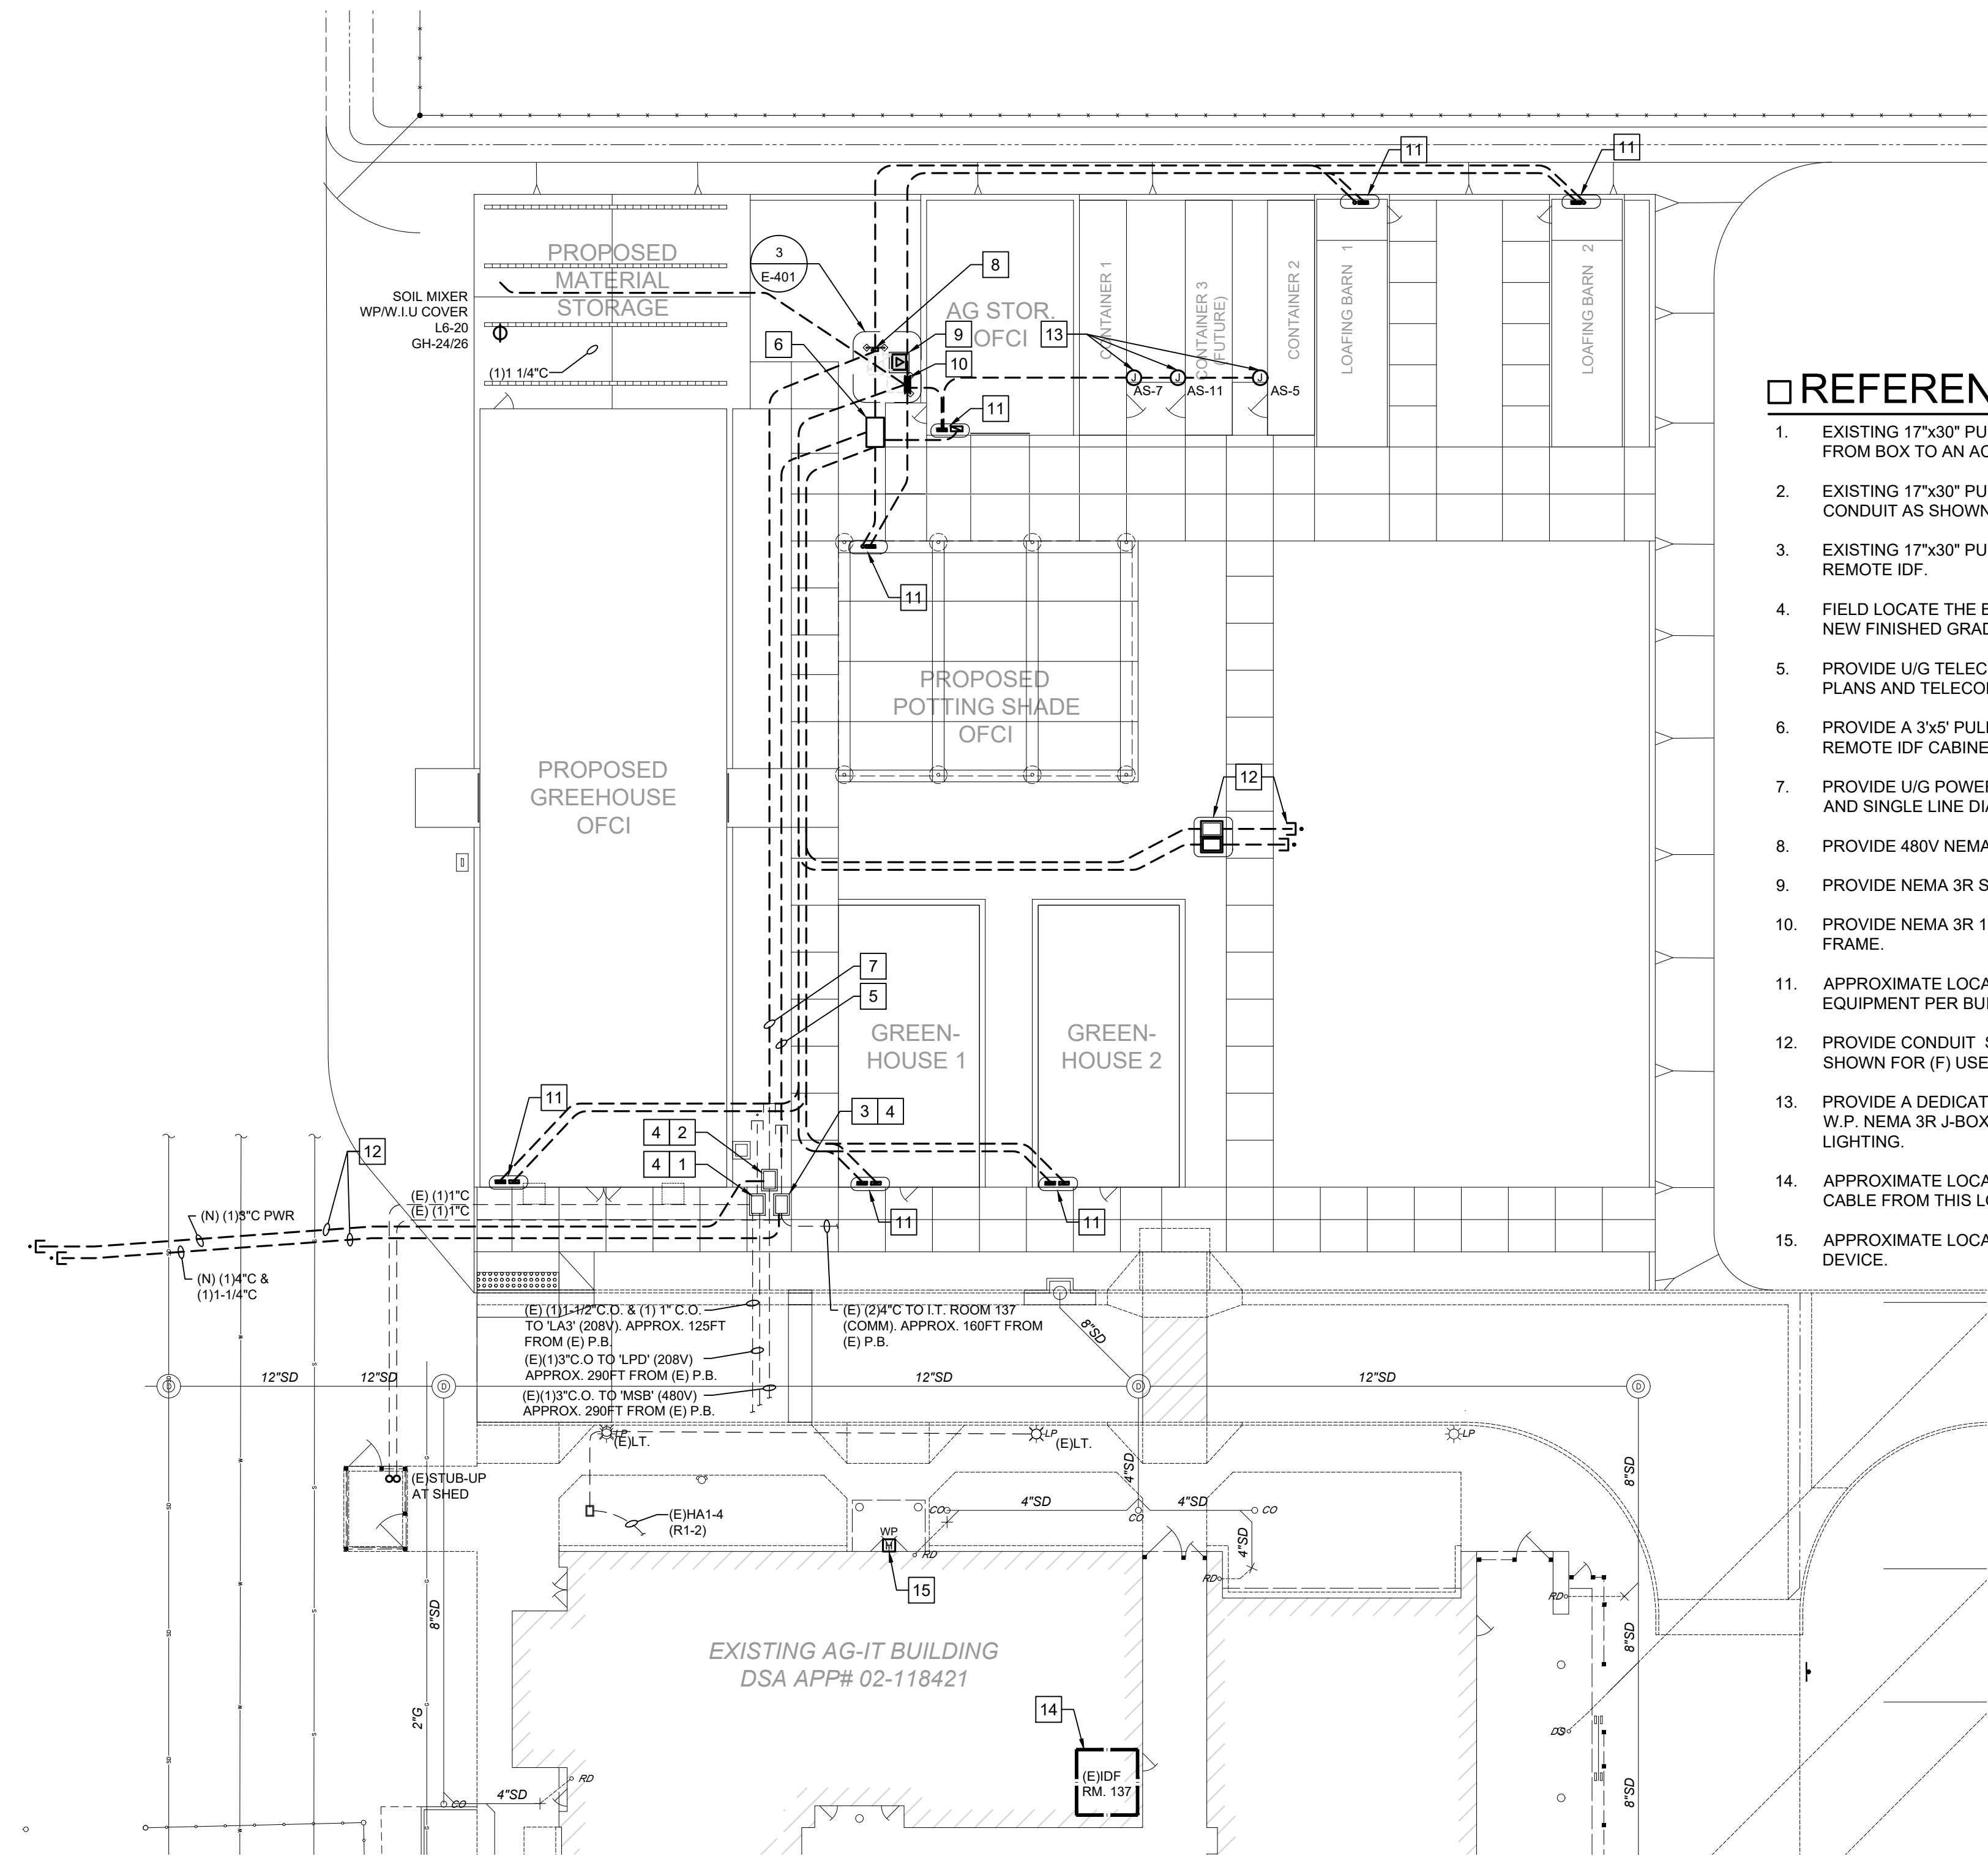 11
11
3
E-401
8
PROPOSED
MATERIAL
STORAGE
SOIL MIXER
WP/W.I.U COVER
L6-20
GH-24/26
(1)1 1/4"C
6
9
10
AG STOR.
OFCI
13
CONTAINER 1
CONTAINER 3
(FUTURE)
CONTAINER 2
LOAFING BARN 1
LOAFING BARN 2
J
J
J
AS-7
AS-11
AS-5
11
11
PROPOSED
POTTING SHADE
OFCI
PROPOSED
GREEHOUSE
OFCI
12
7
5
GREEN-
HOUSE 1
GREEN-
HOUSE 2
11
4 2
4 1
3 4
12
11
11
(E) (1)1"C
(E) (1)1"C
(N) (1)3"C PWR
(N) (1)4"C &
(1)1-1/4"C
(E) (1)1-1/2"C.O. & (1) 1" C.O.
TO 'LA3' (208V). APPROX. 125FT
FROM (E) P.B.
(E)(1)3"C.O TO 'LPD' (208V)
APPROX. 290FT FROM (E) P.B.
(E)(1)3"C.O. TO 'MSB' (480V)
APPROX. 290FT FROM (E) P.B.
(E) (2)4"C TO I.T. ROOM 137
(COMM). APPROX. 160FT FROM
(E) P.B.
8"SD
12"SD
12"SD
12"SD
12"SD
D
D
D
D
LP
(E)LT.
LP
(E)LT.
LP
(E)STUB-UP
AT SHED
(E)HA1-4
(R1-2)
WP
M
15
4"SD
CO
4"SD
CO
4"SD
CO
4"SD
RD
RD
RD
8"SD
8"SD
8"SD
8"SD
2"G
EXISTING AG-IT BUILDING
DSA APP# 02-118421
14
(E)IDF
RM. 137
DS
RD
4"SD
CO
REFEREN
1. EXISTING 17"x30" PU
FROM BOX TO AN AC
2. EXISTING 17"x30" PU
CONDUIT AS SHOWN
3. EXISTING 17"x30" PU
REMOTE IDF.
4. FIELD LOCATE THE E
NEW FINISHED GRAD
5. PROVIDE U/G TELEC
PLANS AND TELECO
6. PROVIDE A 3'x5' PULL
REMOTE IDF CABINE
7. PROVIDE U/G POWER
AND SINGLE LINE DIA
8. PROVIDE 480V NEMA
9. PROVIDE NEMA 3R S
10. PROVIDE NEMA 3R 1
FRAME.
11. APPROXIMATE LOCA
EQUIPMENT PER BUI
12. PROVIDE CONDUIT S
SHOWN FOR (F) USE
13. PROVIDE A DEDICAT
W.P. NEMA 3R J-BOX
LIGHTING.
14. APPROXIMATE LOCA
CABLE FROM THIS LO
15. APPROXIMATE LOCA
DEVICE.